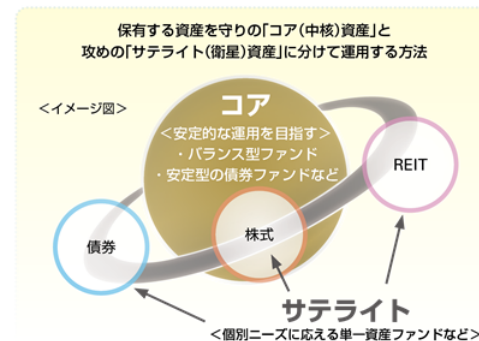 保有する資産を守りの「コア（中核）資産」と
攻めの「サテライト（衛星）資産」に分けて運用する方法
＜イメージ図＞
コア
＜安定的な運用を目指す＞
・バランス型ファンド
・安定型の債券ファンドなど
REIT
株式
債券
サテライト
＜個別ニーズに応える単一資産ファンドなど＞